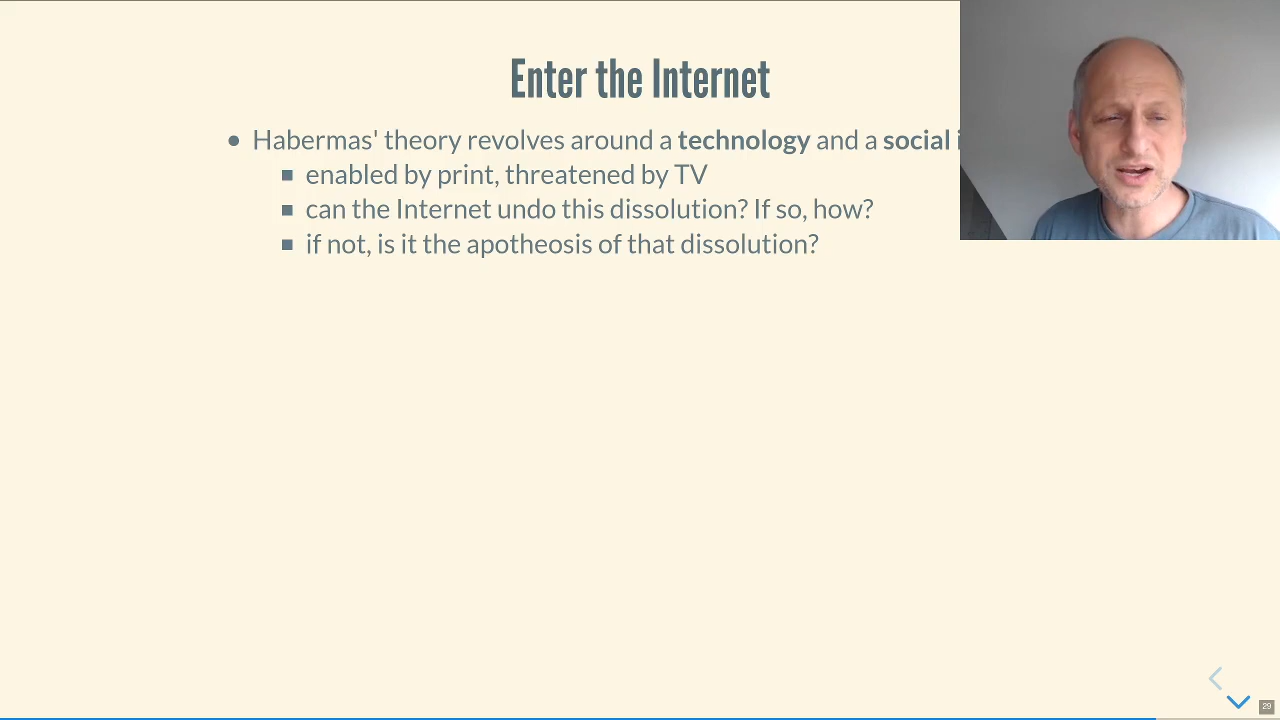 Enter the Internet
• Habermas' theory revolves around a technology and a social
▪ enabled by print, threatened by TV
▪ can the Internet undo this dissolution? If so, how?
▪ if not, is it the apotheosis of that dissolution?
29